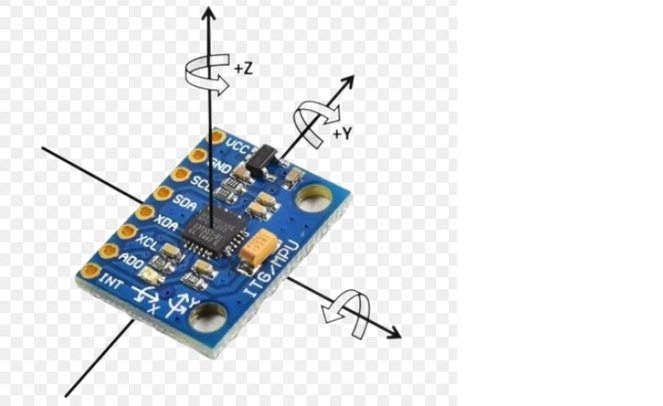 +Z
+Y
VCC
GND
SCL
SDA
XDA
XCL
ADO
INT
ITG/MPU
X
Y